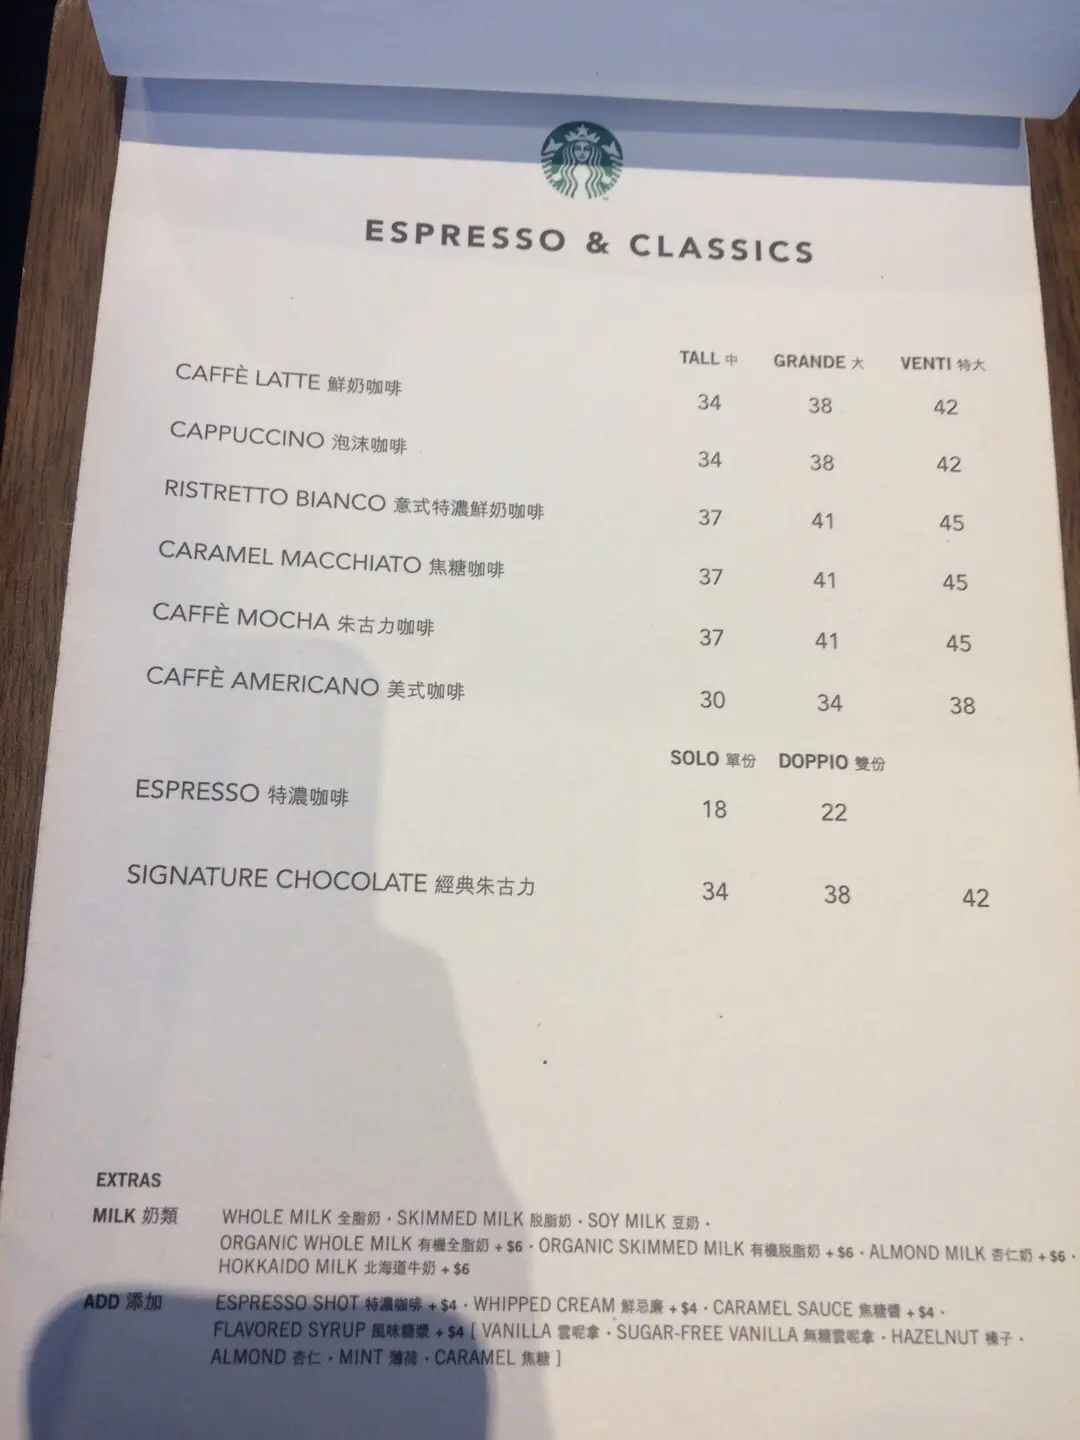 ESPRESSO & CLASSICS
TALL 中 GRANDE 大 VENTI 特大
CAFFÈ LATTE 鮮奶咖啡 34 38 42
CAPPUCCINO 泡沫咖啡 34 38 42
RISTRETTO BIANCO 意式特濃鮮奶咖啡 37 41 45
CARAMEL MACCHIATO 焦糖咖啡 37 41 45
CAFFÈ MOCHA 朱古力咖啡 37 41 45
CAFFÈ AMERICANO 美式咖啡 30 34 38
SOLO 單份 DOPPIO 雙份
ESPRESSO 特濃咖啡 18 22
SIGNATURE CHOCOLATE 經典朱古力 34 38 42
EXTRAS
MILK 奶類 WHOLE MILK 全脂奶 · SKIMMED MILK 脱脂奶 · SOY MILK 豆奶 ·
ORGANIC WHOLE MILK 有機全脂奶 + $6 · ORGANIC SKIMMED MILK 有機脱脂奶 + $6 · ALMOND MILK 杏仁奶 + $6 ·
HOKKAIDO MILK 北海道牛奶 + $6
ADD 添加 ESPRESSO SHOT 特濃咖啡 + $4 · WHIPPED CREAM 鮮忌廉 + $4 · CARAMEL SAUCE 焦糖醬 + $4 ·
FLAVORED SYRUP 風味糖漿 + $4 [ VANILLA 雲呢拿 · SUGAR-FREE VANILLA 無糖雲呢拿 · HAZELNUT 榛子 ·
ALMOND 杏仁 · MINT 薄荷 · CARAMEL 焦糖 ]